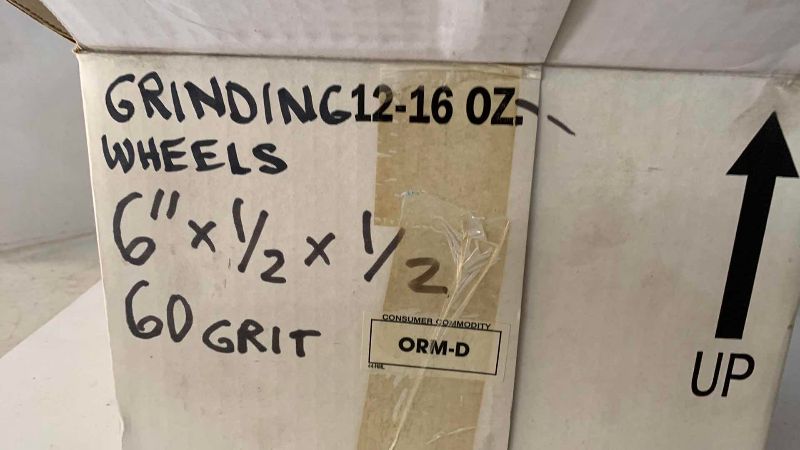 GRINDING 12-16 OZ.
WHEELS
6" x 1/2 x 1/2
60 GRIT
CONSUMER COMMODITY
ORM-D
UP